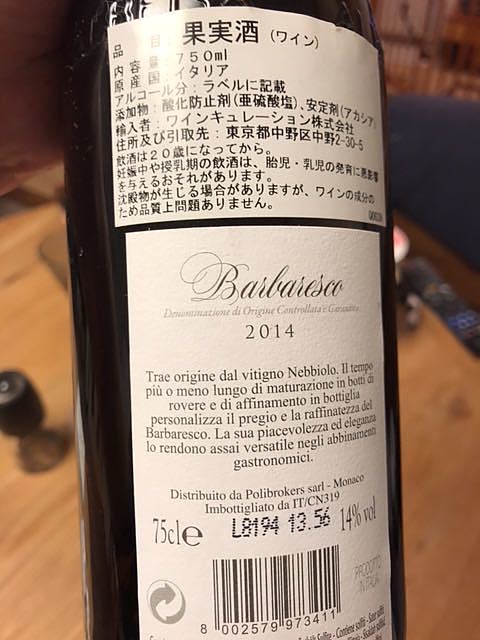 品目:果実酒(ワイン)
内容量:750ml
原産国:イタリア
アルコール分:ラベルに記載
添加物:酸化防止剤(亜硫酸塩)、安定剤(アカシア)
輸入者:ワインキュレーション株式会社
住所及び引取先:東京都中野区中野2-30-5
飲酒は20歳になってから。
妊娠中や授乳期の飲酒は、胎児・乳児の発育に悪影響
を与えるおそれがあります。
沈殿物が生じる場合がありますが、ワインの成分の
ため品質上問題ありません。
Barbaresco
Denominazione di Origine Controllata e Garantita
2014
Trae origine dal vitigno Nebbiolo. Il tempo
più o meno lungo di maturazione in botti di
rovere e di affinamento in bottiglia
personalizza il pregio e la raffinatezza del
Barbaresco. La sua piacevolezza ed eleganza
lo rendono assai versatile negli abbinamenti
gastronomici.
Distribuito da Polibrokers sarl - Monaco
Imbottigliato da IT/CN319
75cl e L8194 13.56 14% vol
PRODOTTO
IN ITALIA
8 002579 973411